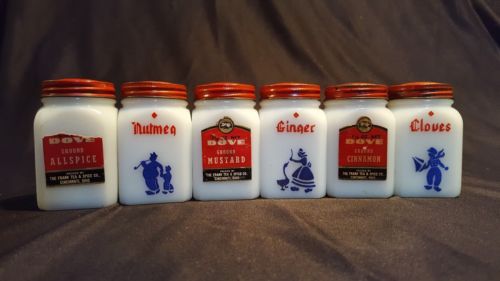 DOVE
GROUND
ALLSPICE
THE FRANK TEA & SPICE CO.
CINCINNATI, OHIO
Nutmeg
DOVE
GROUND
MUSTARD
THE FRANK TEA & SPICE CO.
CINCINNATI, OHIO
Ginger
DOVE
GROUND
CINNAMON
THE FRANK TEA & SPICE CO.
CINCINNATI, OHIO
Cloves